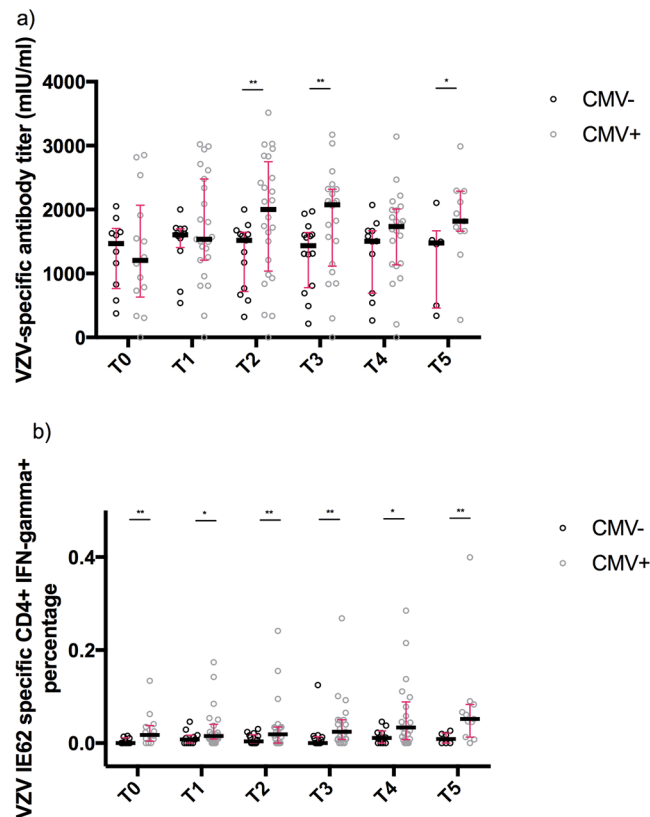 a)
VZV-specific antibody titer (mIU/ml)
4000
3000
2000
1000
0
** ** *
T0 T1 T2 T3 T4 T5
CMV-
CMV+
b)
VZV IE62 specific CD4+ IFN-gamma+
percentage
0.4
0.2
0.0
** * ** ** * **
T0 T1 T2 T3 T4 T5
CMV-
CMV+